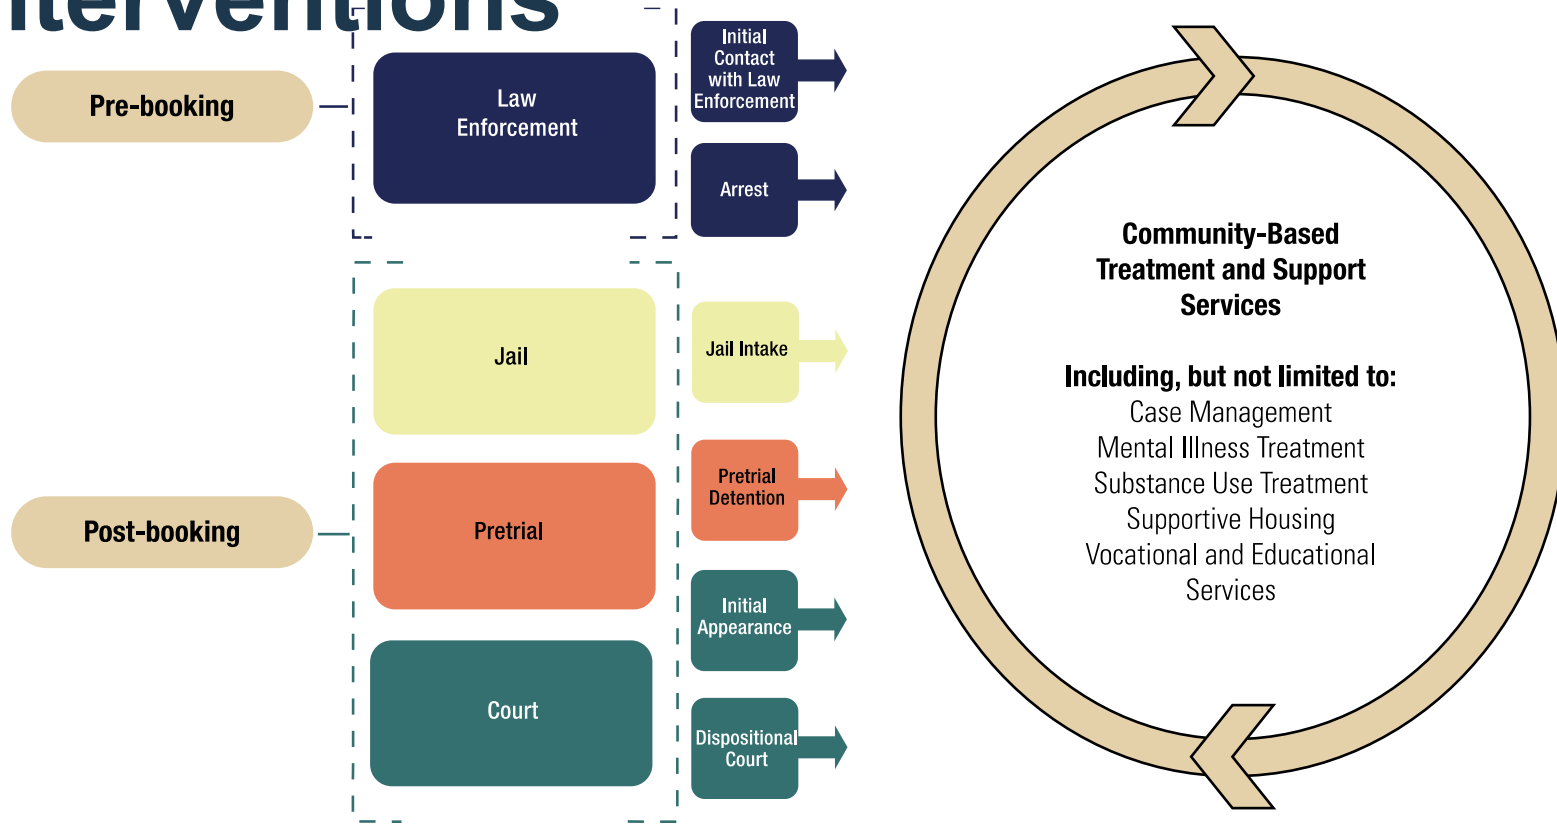 iterventions
Pre-booking
Law
Enforcement
Initial
Contact
with Law
Enforcement
Arrest
Post-booking
Jail
Jail Intake
Pretrial
Pretrial
Detention
Court
Initial
Appearance
Dispositional
Court
Community-Based
Treatment and Support
Services
Including, but not limited to:
Case Management
Mental Illness Treatment
Substance Use Treatment
Supportive Housing
Vocational and Educational
Services